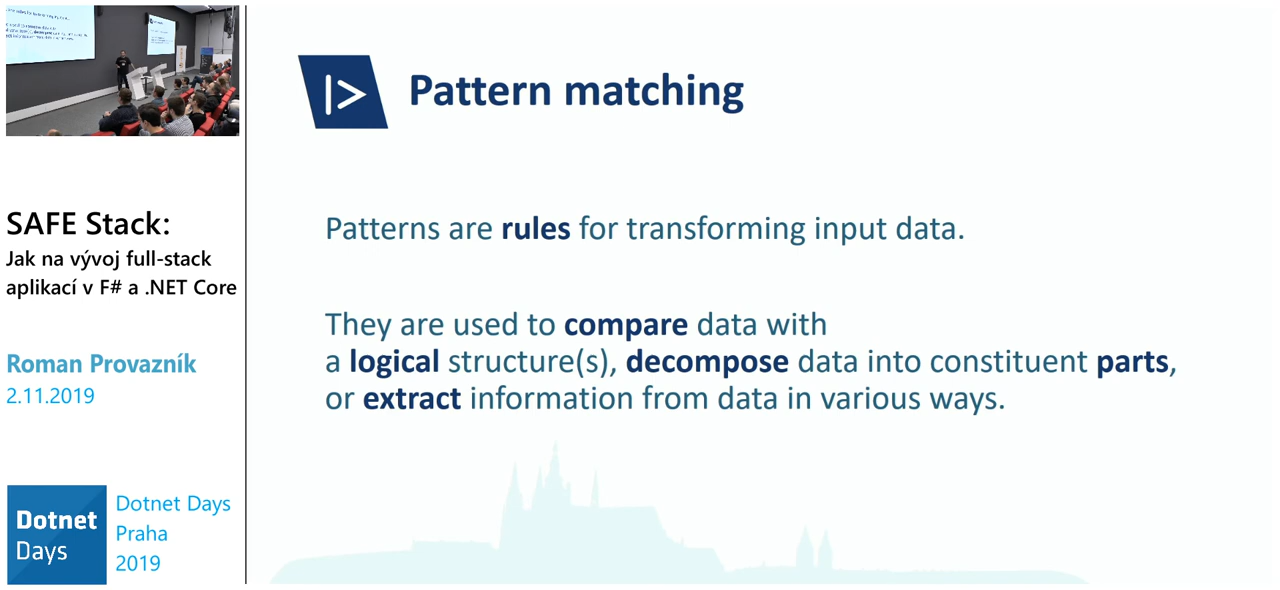 SAFE Stack:
Jak na vývoj full-stack
aplikací v F# a .NET Core
Roman Provazník
2.11.2019
Dotnet
Days
Dotnet Days
Praha
2019
|> Pattern matching
Patterns are rules for transforming input data.
They are used to compare data with
a logical structure(s), decompose data into constituent parts,
or extract information from data in various ways.